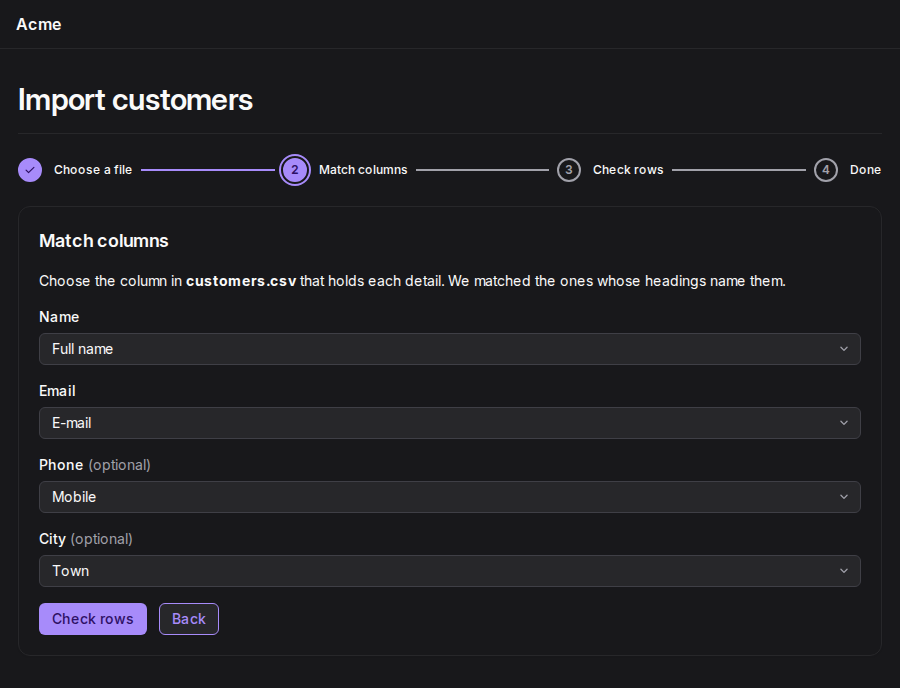 Acme
Import customers
Choose a file
2 Match columns
3 Check rows
4 Done
Match columns
Choose the column in customers.csv that holds each detail. We matched the ones whose headings name them.
Name
Full name
Email
E-mail
Phone (optional)
Mobile
City (optional)
Town
Check rows
Back